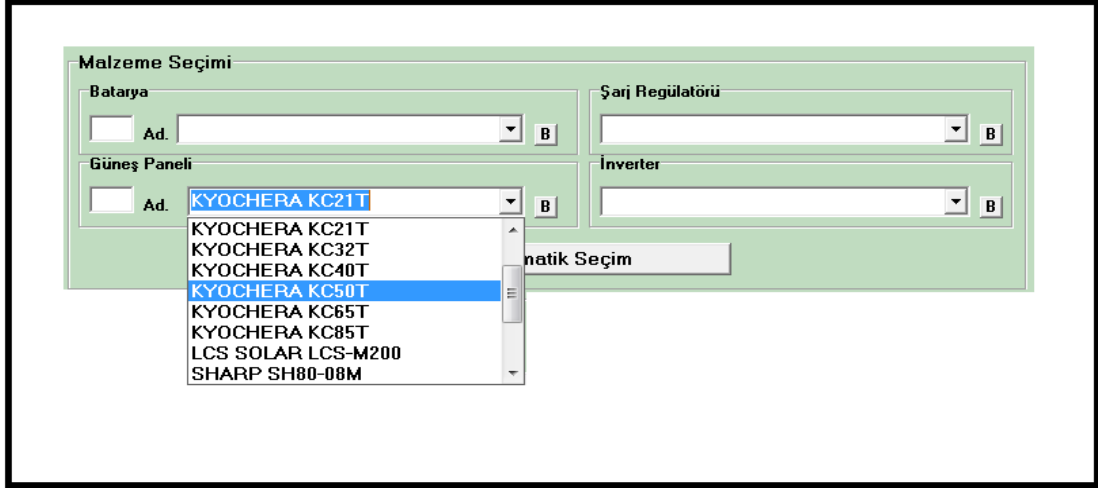 Malzeme Seçimi
Batarya
Ad.
B
Şarj Regülatörü
B
Güneş Paneli
Ad. KYOCHERA KC21T
B
İnverter
B
KYOCHERA KC21T
KYOCHERA KC32T
KYOCHERA KC40T
KYOCHERA KC50T
KYOCHERA KC65T
KYOCHERA KC85T
LCS SOLAR LCS-M200
SHARP SH80-08M
matik Seçim